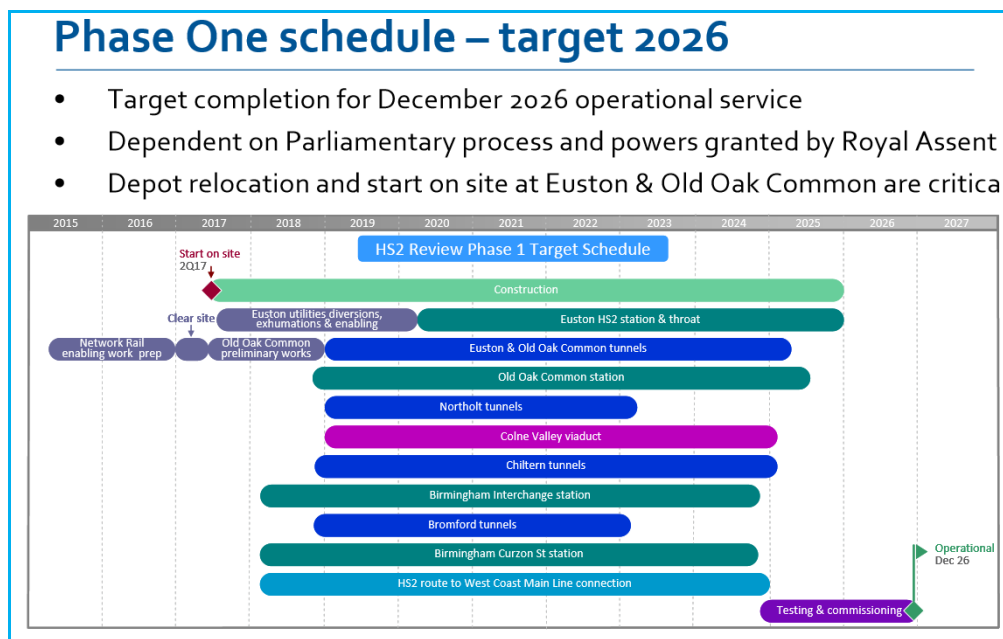 Phase One schedule – target 2026
• Target completion for December 2026 operational service
• Dependent on Parliamentary process and powers granted by Royal Assent
• Depot relocation and start on site at Euston & Old Oak Common are critica
2015 2016 2017 2018 2019 2020 2021 2022 2023 2024 2025 2026 2027
HS2 Review Phase 1 Target Schedule
Start on site
2Q17
Construction
Clear site
Euston utilities diversions,
exhumations & enabling
Euston HS2 station & throat
Network Rail
enabling work prep
Old Oak Common
preliminary works
Euston & Old Oak Common tunnels
Old Oak Common station
Northolt tunnels
Colne Valley viaduct
Chiltern tunnels
Birmingham Interchange station
Bromford tunnels
Birmingham Curzon St station
Operational
Dec 26
HS2 route to West Coast Main Line connection
Testing & commissioning